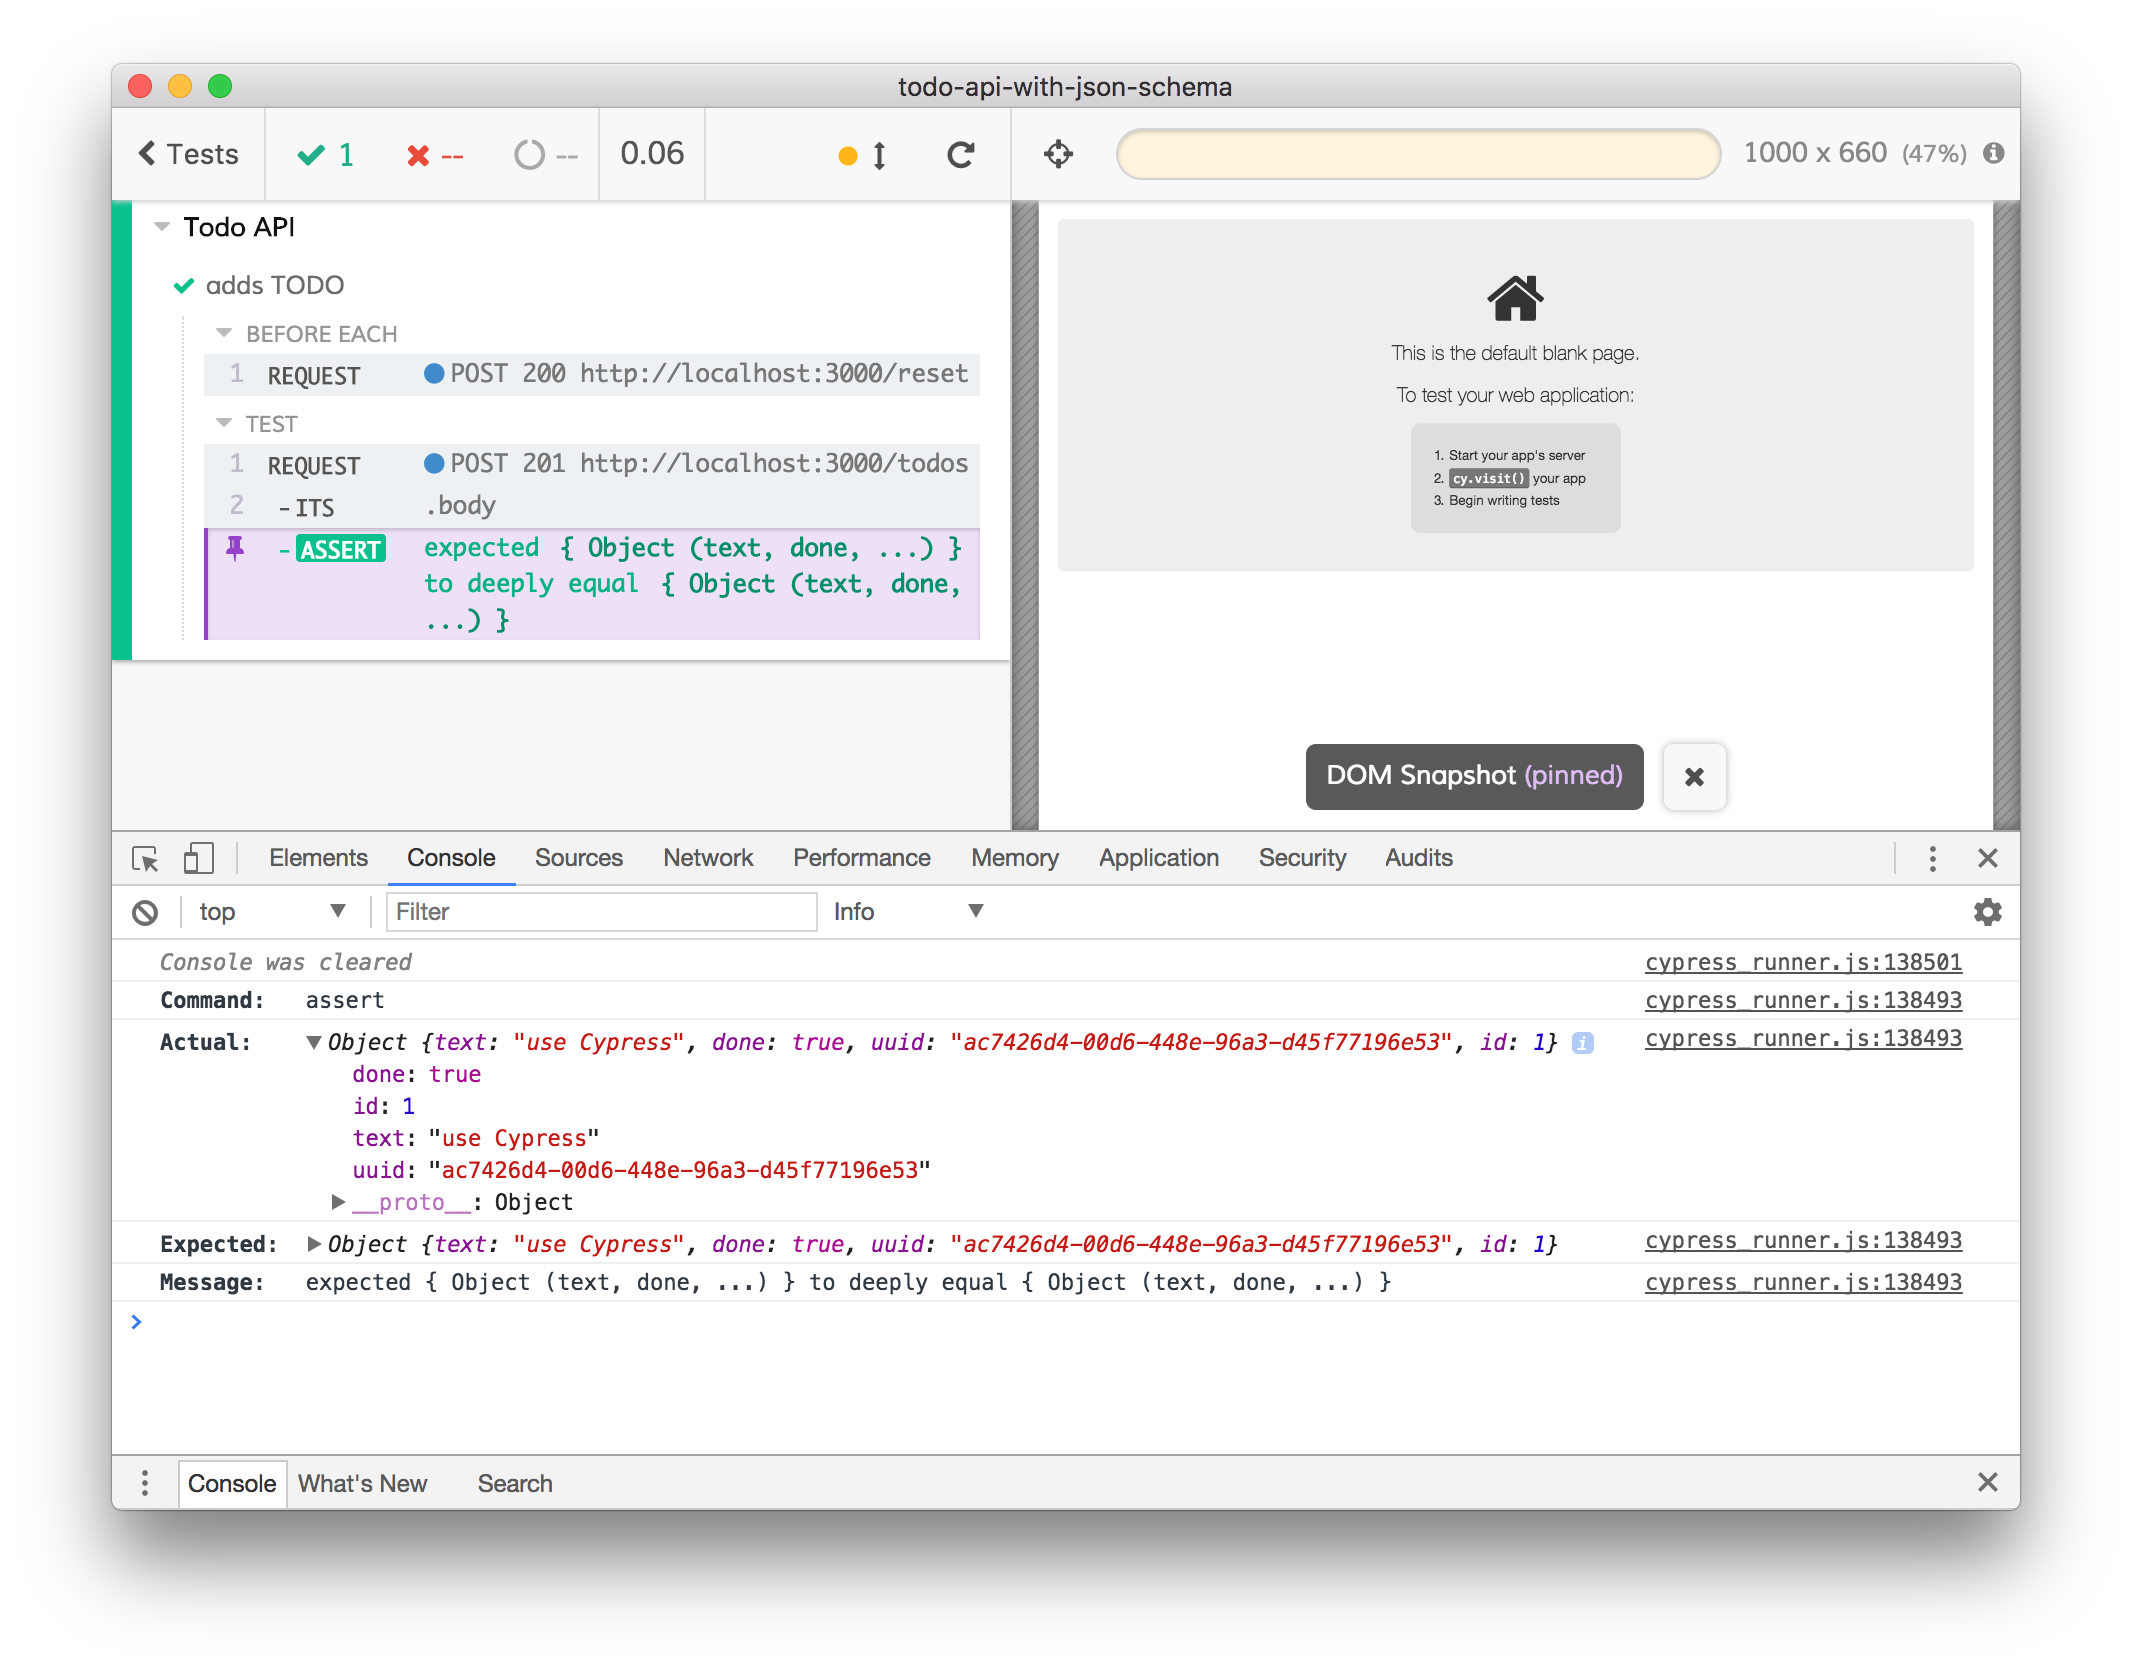 todo-api-with-json-schema
Tests 1 -- -- 0.06 1000 x 660 (47%)
Todo API
adds TODO
BEFORE EACH
1 REQUEST POST 200 http://localhost:3000/reset
TEST
1 REQUEST POST 201 http://localhost:3000/todos
2 - ITS .body
- ASSERT expected { Object (text, done, ...) }
to deeply equal { Object (text, done,
...) }
This is the default blank page.
To test your web application:
1. Start your app's server
2. cy.visit() your app
3. Begin writing tests
DOM Snapshot (pinned)
Elements Console Sources Network Performance Memory Application Security Audits
top Filter Info
Console was cleared cypress_runner.js:138501
Command: assert cypress_runner.js:138493
Actual: Object {text: "use Cypress", done: true, uuid: "ac7426d4-00d6-448e-96a3-d45f77196e53", id: 1} i cypress_runner.js:138493
done: true
id: 1
text: "use Cypress"
uuid: "ac7426d4-00d6-448e-96a3-d45f77196e53"
__proto__: Object
Expected: Object {text: "use Cypress", done: true, uuid: "ac7426d4-00d6-448e-96a3-d45f77196e53", id: 1} cypress_runner.js:138493
Message: expected { Object (text, done, ...) } to deeply equal { Object (text, done, ...) } cypress_runner.js:138493
Console What's New Search